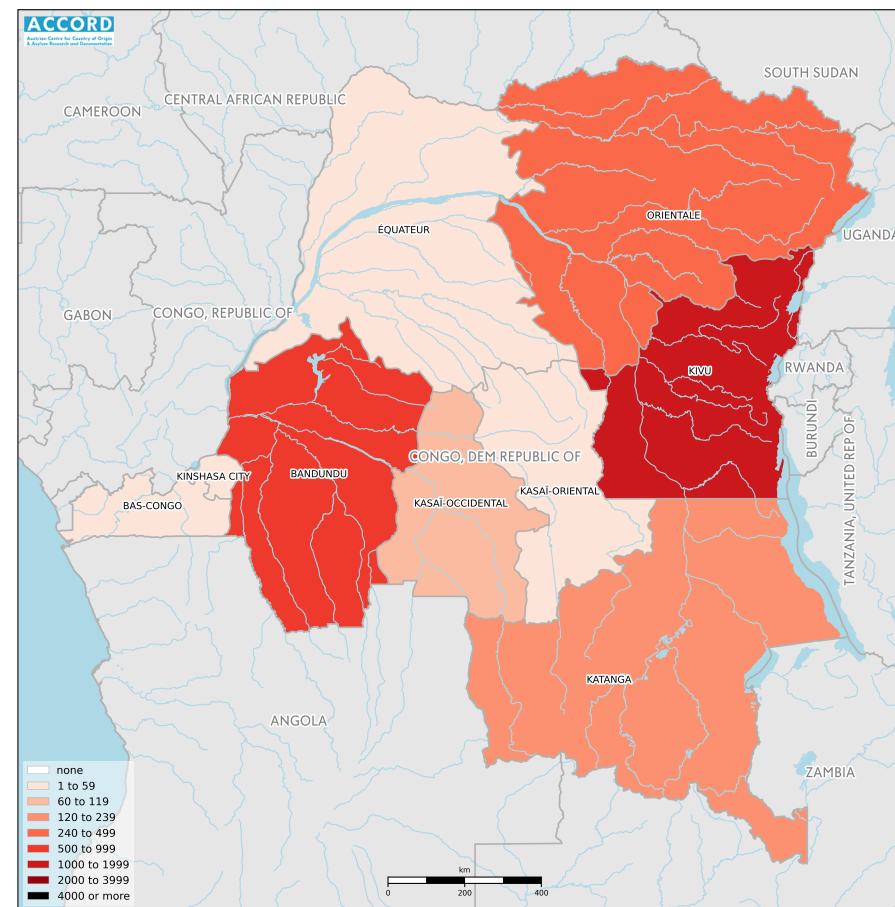 ACCORD
Austrian Centre for Country of Origin
& Asylum Research and Documentation
SOUTH SUDAN
CENTRAL AFRICAN REPUBLIC
CAMEROON
ORIENTALE
ÉQUATEUR
UGANDA
GABON
CONGO, REPUBLIC OF
KIVU
RWANDA
BURUNDI
TANZANIA, UNITED REP OF
CONGO, DEM REPUBLIC OF
KINSHASA CITY
BANDUNDU
KASAÏ-ORIENTAL
BAS-CONGO
KASAÏ-OCCIDENTAL
KATANGA
ANGOLA
ZAMBIA
none
1 to 59
60 to 119
120 to 239
240 to 499
500 to 999
1000 to 1999
2000 to 3999
4000 or more
km
0 200 400